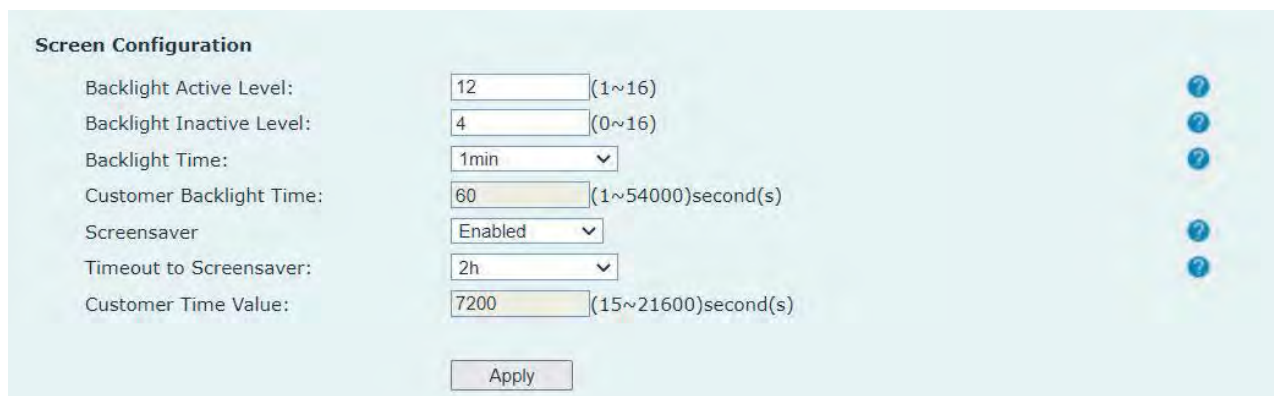 Screen Configuration
Backlight Active Level: 12 (1~16)
Backlight Inactive Level: 4 (0~16)
Backlight Time: 1min
Customer Backlight Time: 60 (1~54000)second(s)
Screensaver Enabled
Timeout to Screensaver: 2h
Customer Time Value: 7200 (15~21600)second(s)
Apply